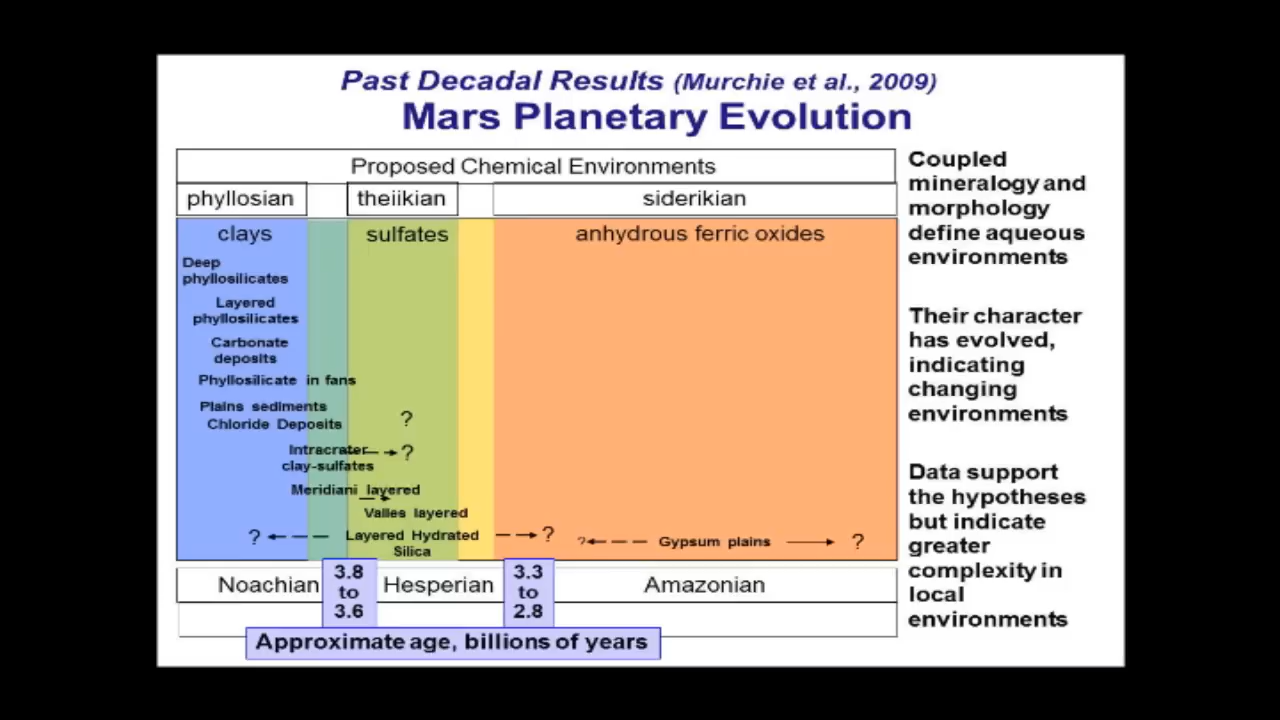 Past Decadal Results (Murchie et al., 2009)
Mars Planetary Evolution
Proposed Chemical Environments
phyllosian
theiikian
siderikian
clays
sulfates
anhydrous ferric oxides
Deep
phyllosilicates
Layered
phyllosilicates
Carbonate
deposits
Phyllosilicate in fans
Plains sediments
Chloride Deposits
?
Intracrater
clay-sulfates
?
Meridiani layered
Valles layered
?
Layered Hydrated
Silica
?
?
Gypsum plains
?
Noachian
3.8
to
3.6
Hesperian
3.3
to
2.8
Amazonian
Approximate age, billions of years
Coupled
mineralogy and
morphology
define aqueous
environments
Their character
has evolved,
indicating
changing
environments
Data support
the hypotheses
but indicate
greater
complexity in
local
environments